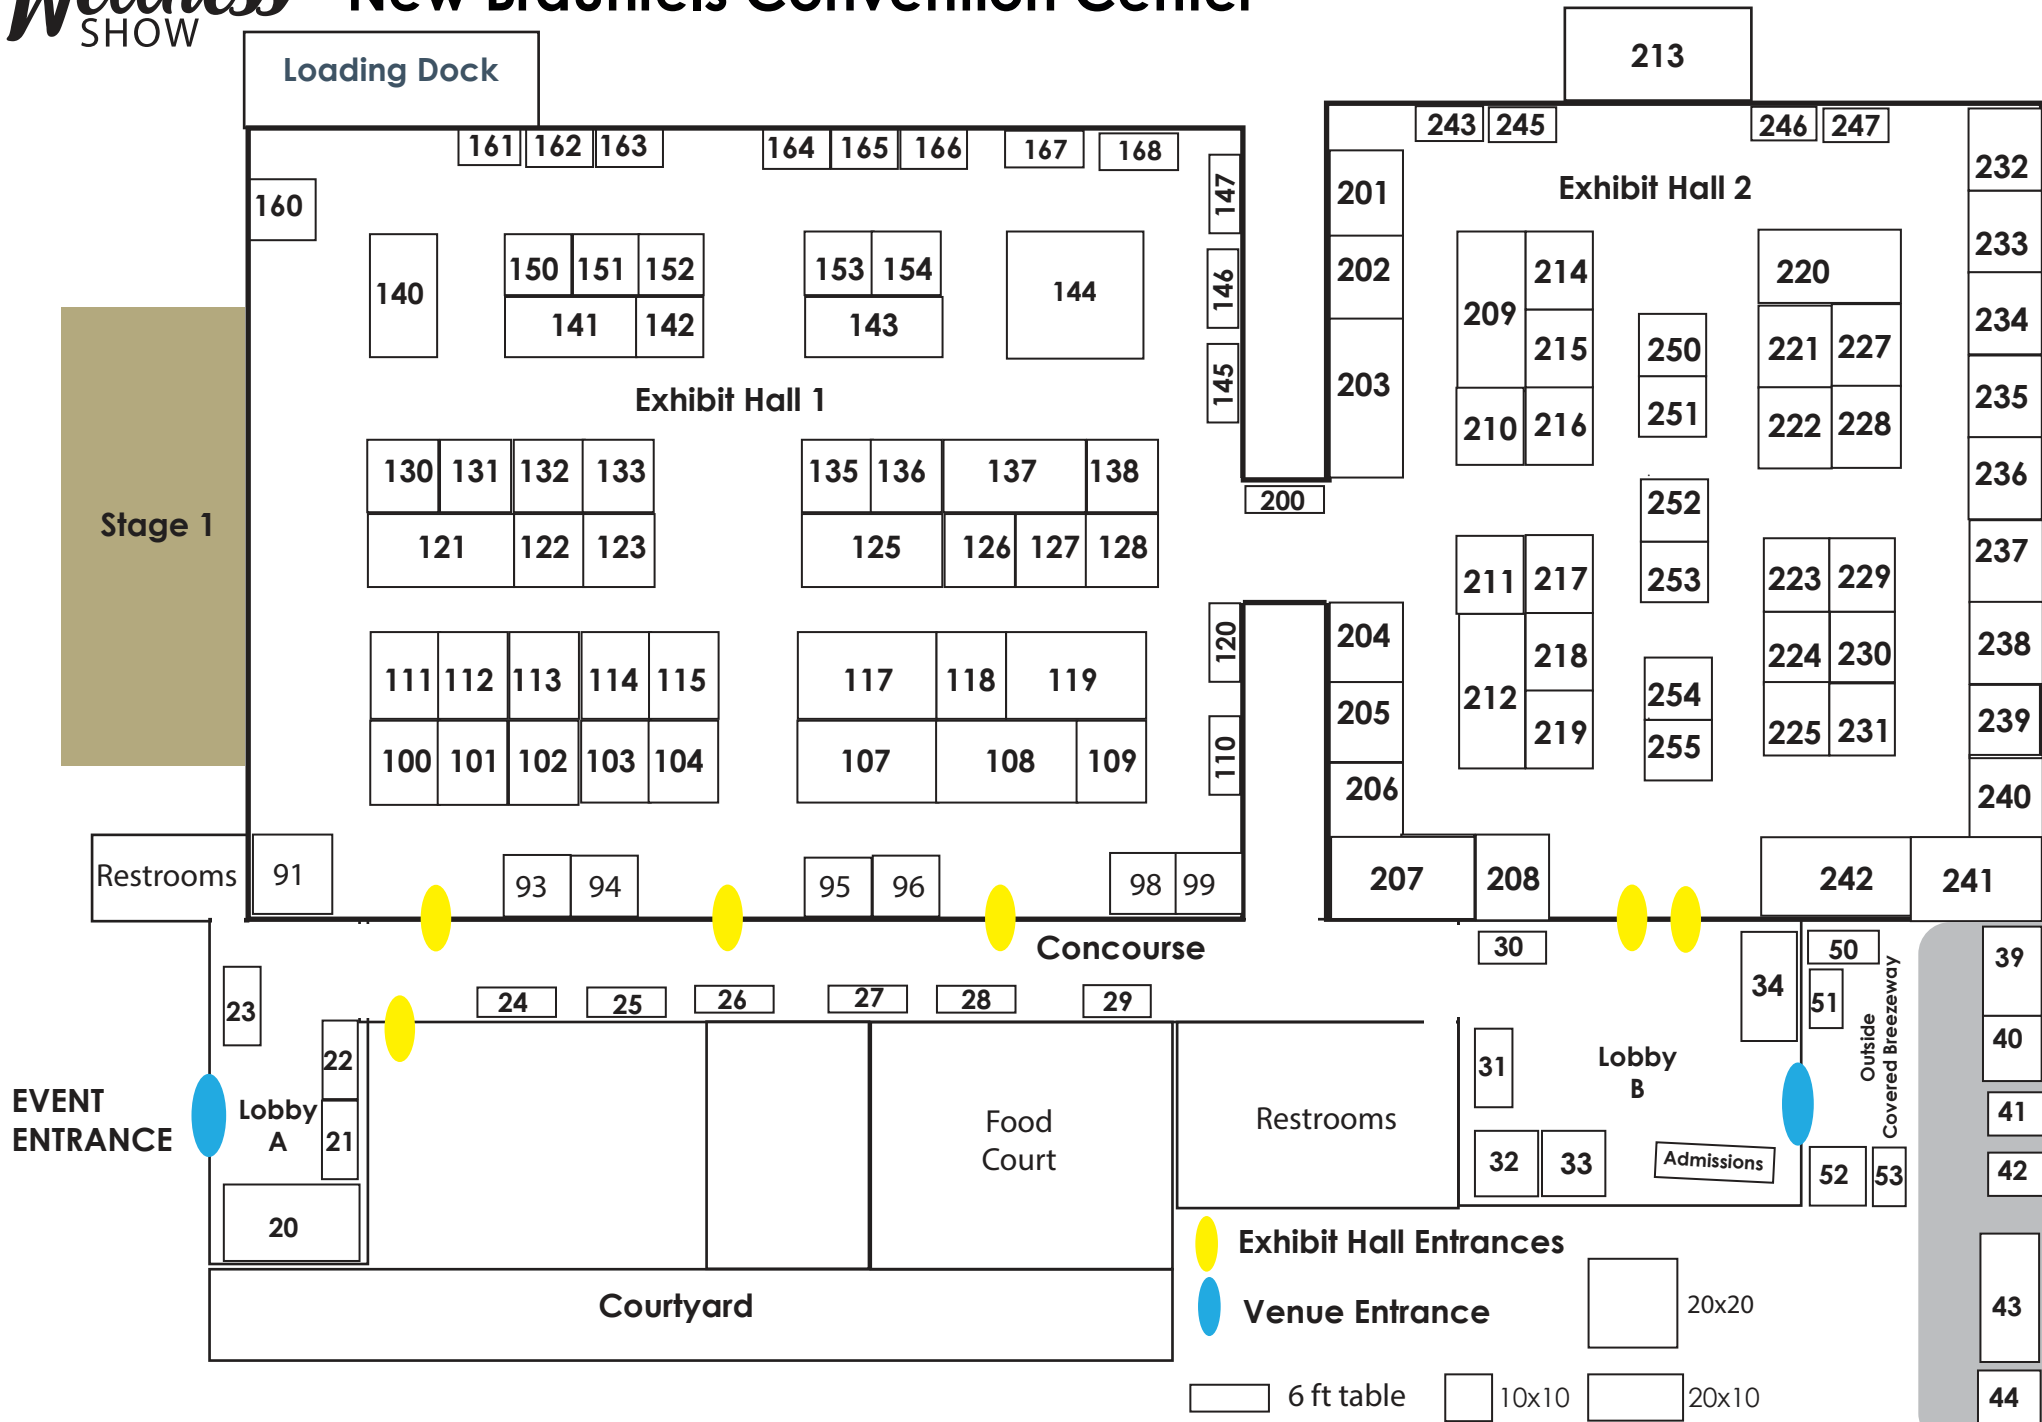 Wellness
SHOW
New Braunfels Convention Center
Loading Dock
213
161 162 163 164 165 166 167 168
243 245 246 247
160
147
201
Exhibit Hall 2
232
140
150 151 152
153 154
144
146
202
209
214
220
233
141 142
143
145
203
215
250
221 227
234
Exhibit Hall 1
210 216
251
222 228
235
130 131 132 133
135 136 137 138
200
252
236
Stage 1
121 122 123
125 126 127 128
211 217
253
223 229
237
111 112 113 114 115
117 118 119
120
204
212
218
254
224 230
238
100 101 102 103 104
107 108 109
110
205
219
255
225 231
239
206
240
Restrooms
91
93 94
95 96
98 99
207 208
242 241
Concourse
30
34
50
39
23
24 25 26 27 28 29
51
Outside
Covered Breezeway
40
22
31
Lobby
B
EVENT
ENTRANCE
Lobby
A
21
Food
Court
Restrooms
41
32 33
Admissions
52 53
42
20
Exhibit Hall Entrances
Courtyard
Venue Entrance
20x20
43
6 ft table
10x10
20x10
44